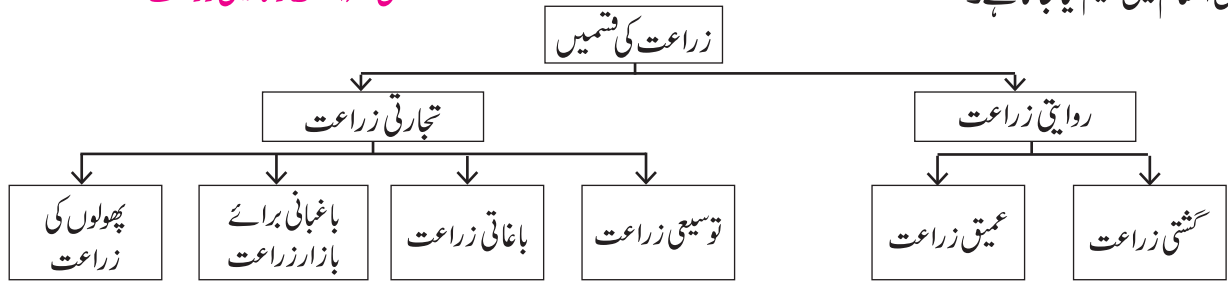 زراعت کی قسمیں
روایتی زراعت
تجارتی زراعت
گشتی زراعت
عمیق زراعت
توسیعی زراعت
باغاتی زراعت
باغبانی برائے
بازار زراعت
پھولوں کی
زراعت